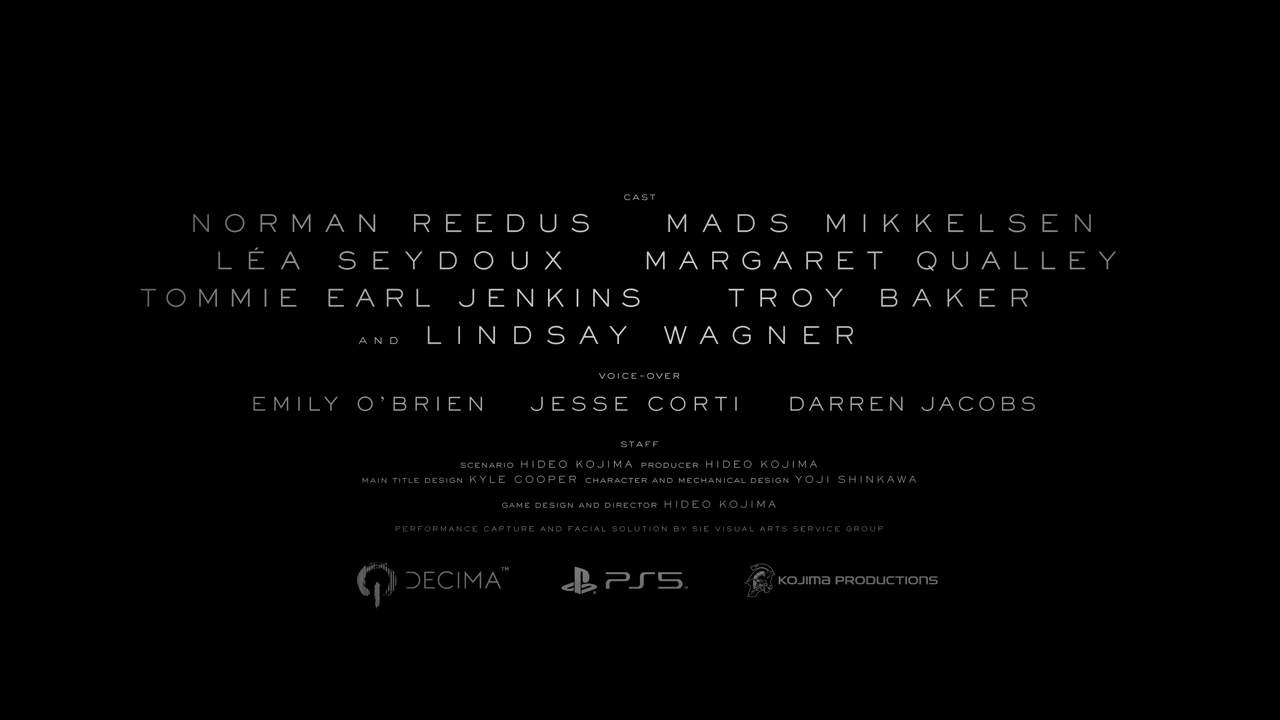 CAST
NORMAN REEDUS MADS MIKKELSEN
LÉA SEYDOUX MARGARET QUALLEY
TOMMIE EARL JENKINS TROY BAKER
AND LINDSAY WAGNER
VOICE-OVER
EMILY O’BRIEN JESSE CORTI DARREN JACOBS
STAFF
SCENARIO HIDEO KOJIMA PRODUCER HIDEO KOJIMA
MAIN TITLE DESIGN KYLE COOPER CHARACTER AND MECHANICAL DESIGN YOJI SHINKAWA
GAME DESIGN AND DIRECTOR HIDEO KOJIMA
PERFORMANCE CAPTURE AND FACIAL SOLUTION BY SIE VISUAL ARTS SERVICE GROUP
DECIMA™ PS5™ KOJIMA PRODUCTIONS